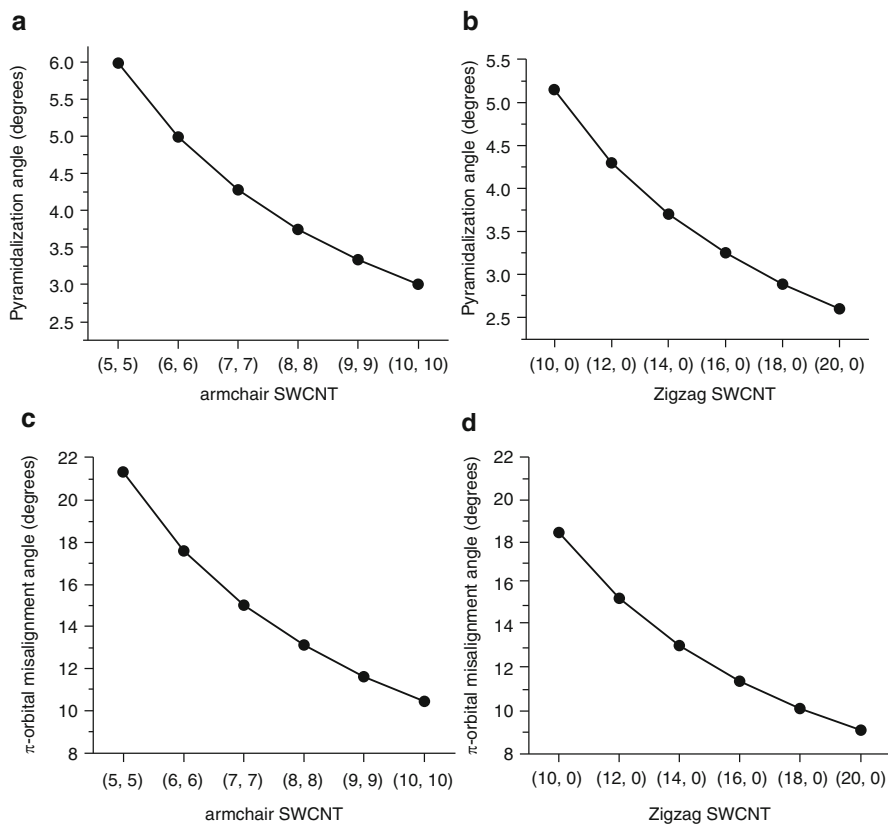 a
Pyramidalization angle (degrees)
6.0
5.5
5.0
4.5
4.0
3.5
3.0
2.5
(5, 5) (6, 6) (7, 7) (8, 8) (9, 9) (10, 10)
armchair SWCNT
b
Pyramidalization angle (degrees)
5.5
5.0
4.5
4.0
3.5
3.0
2.5
(10, 0) (12, 0) (14, 0) (16, 0) (18, 0) (20, 0)
Zigzag SWCNT
c
π-orbital misalignment angle (degrees)
22
20
18
16
14
12
10
8
(5, 5) (6, 6) (7, 7) (8, 8) (9, 9) (10, 10)
armchair SWCNT
d
π-orbital misalignment angle (degrees)
22
20
18
16
14
12
10
8
(10, 0) (12, 0) (14, 0) (16, 0) (18, 0) (20, 0)
Zigzag SWCNT